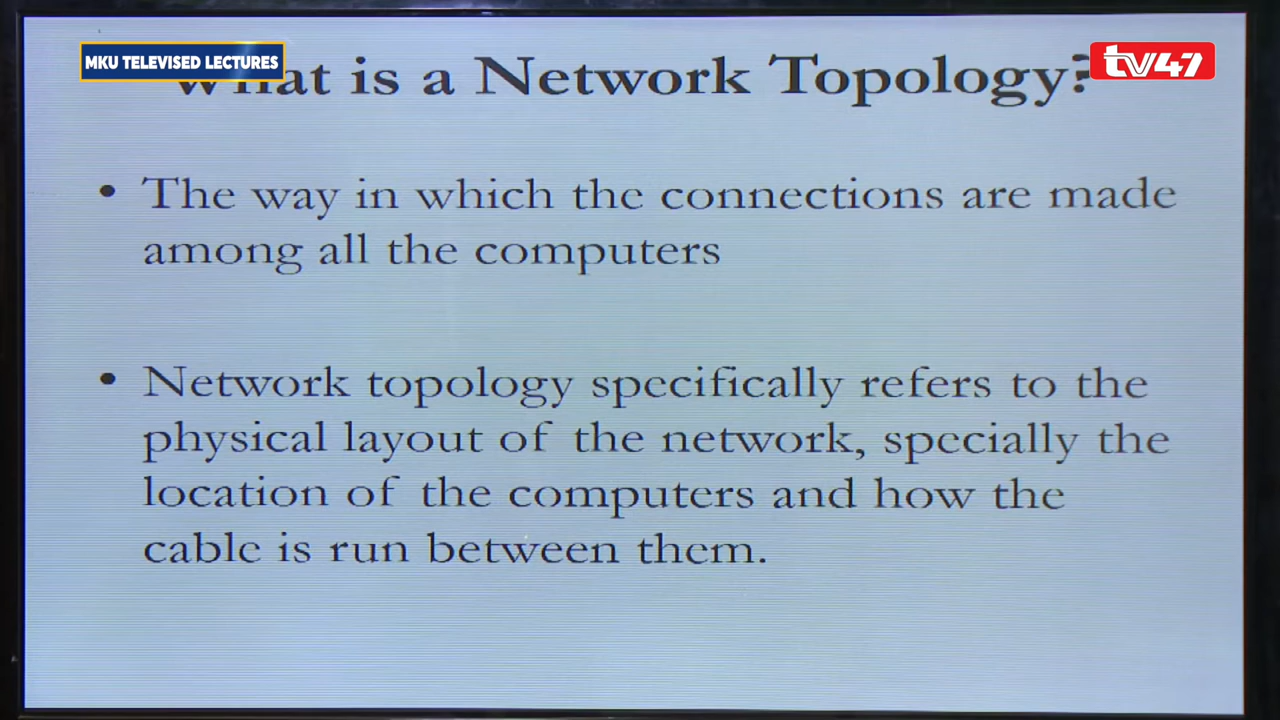 MKU TELEVISED LECTURES
tv47
What is a Network Topology?
• The way in which the connections are made
among all the computers
• Network topology specifically refers to the
physical layout of the network, specially the
location of the computers and how the
cable is run between them.